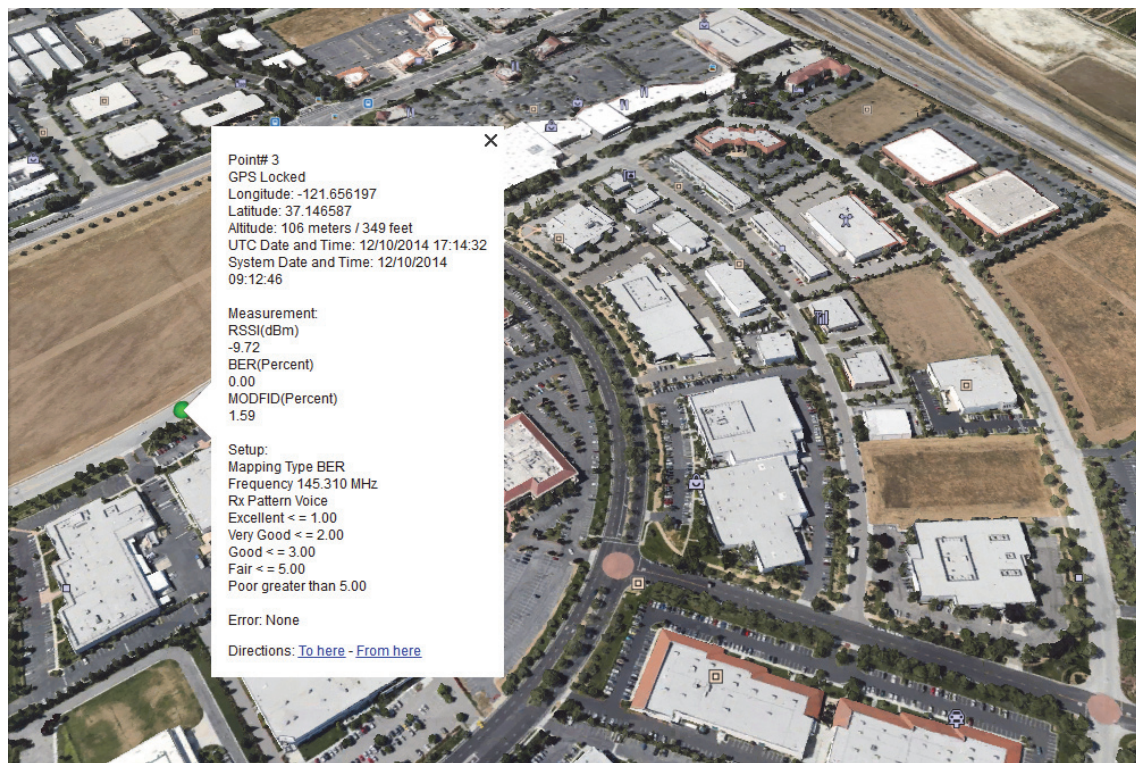 Point# 3
GPS Locked
Longitude: -121.656197
Latitude: 37.146587
Altitude: 106 meters / 349 feet
UTC Date and Time: 12/10/2014 17:14:32
System Date and Time: 12/10/2014
09:12:46
Measurement:
RSSI(dBm)
-9.72
BER(Percent)
0.00
MODFID(Percent)
1.59
Setup:
Mapping Type BER
Frequency 145.310 MHz
Rx Pattern Voice
Excellent < = 1.00
Very Good < = 2.00
Good < = 3.00
Fair < = 5.00
Poor greater than 5.00
Error: None
Directions: To here - From here